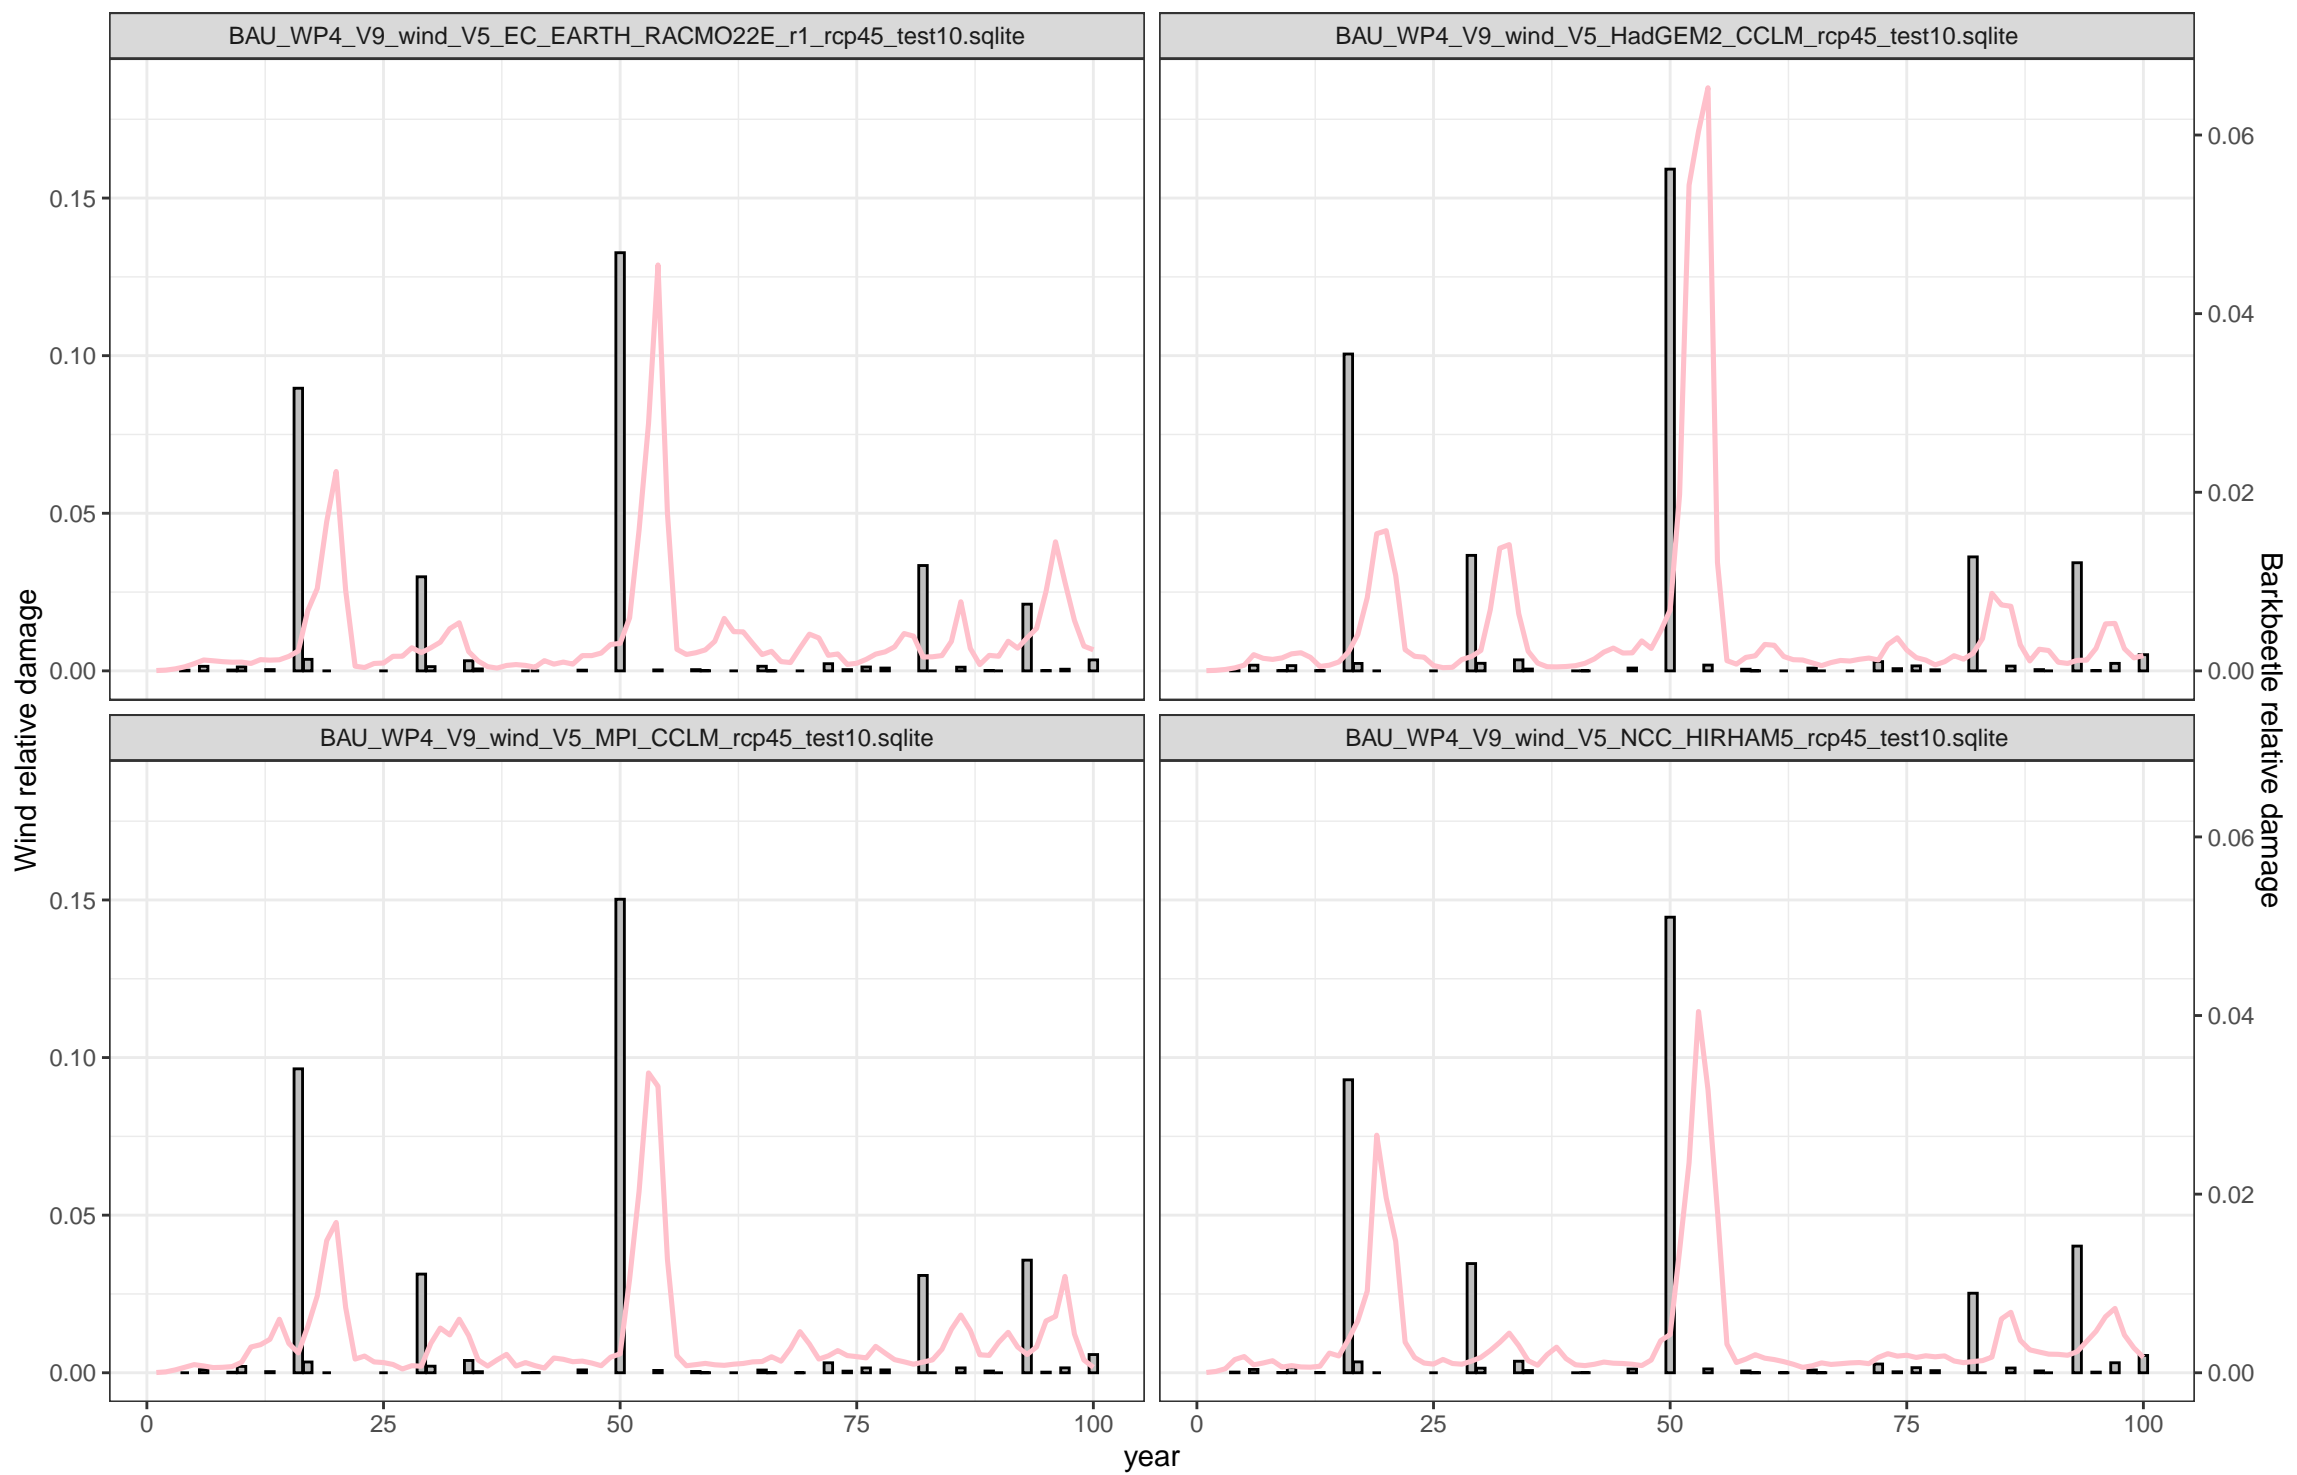 BAU_WP4_V9_wind_V5_EC_EARTH_RACMO22E_r1_rcp45_test10.sqlite
BAU_WP4_V9_wind_V5_HadGEM2_CCLM_rcp45_test10.sqlite
0.15
0.10
0.05
0.00
0.06
0.04
0.02
0.00
BAU_WP4_V9_wind_V5_MPI_CCLM_rcp45_test10.sqlite
BAU_WP4_V9_wind_V5_NCC_HIRHAM5_rcp45_test10.sqlite
0.15
0.10
0.05
0.00
0.06
0.04
0.02
0.00
0 25 50 75 100
0 25 50 75 100
year
Wind relative damage
Barkbeetle relative damage